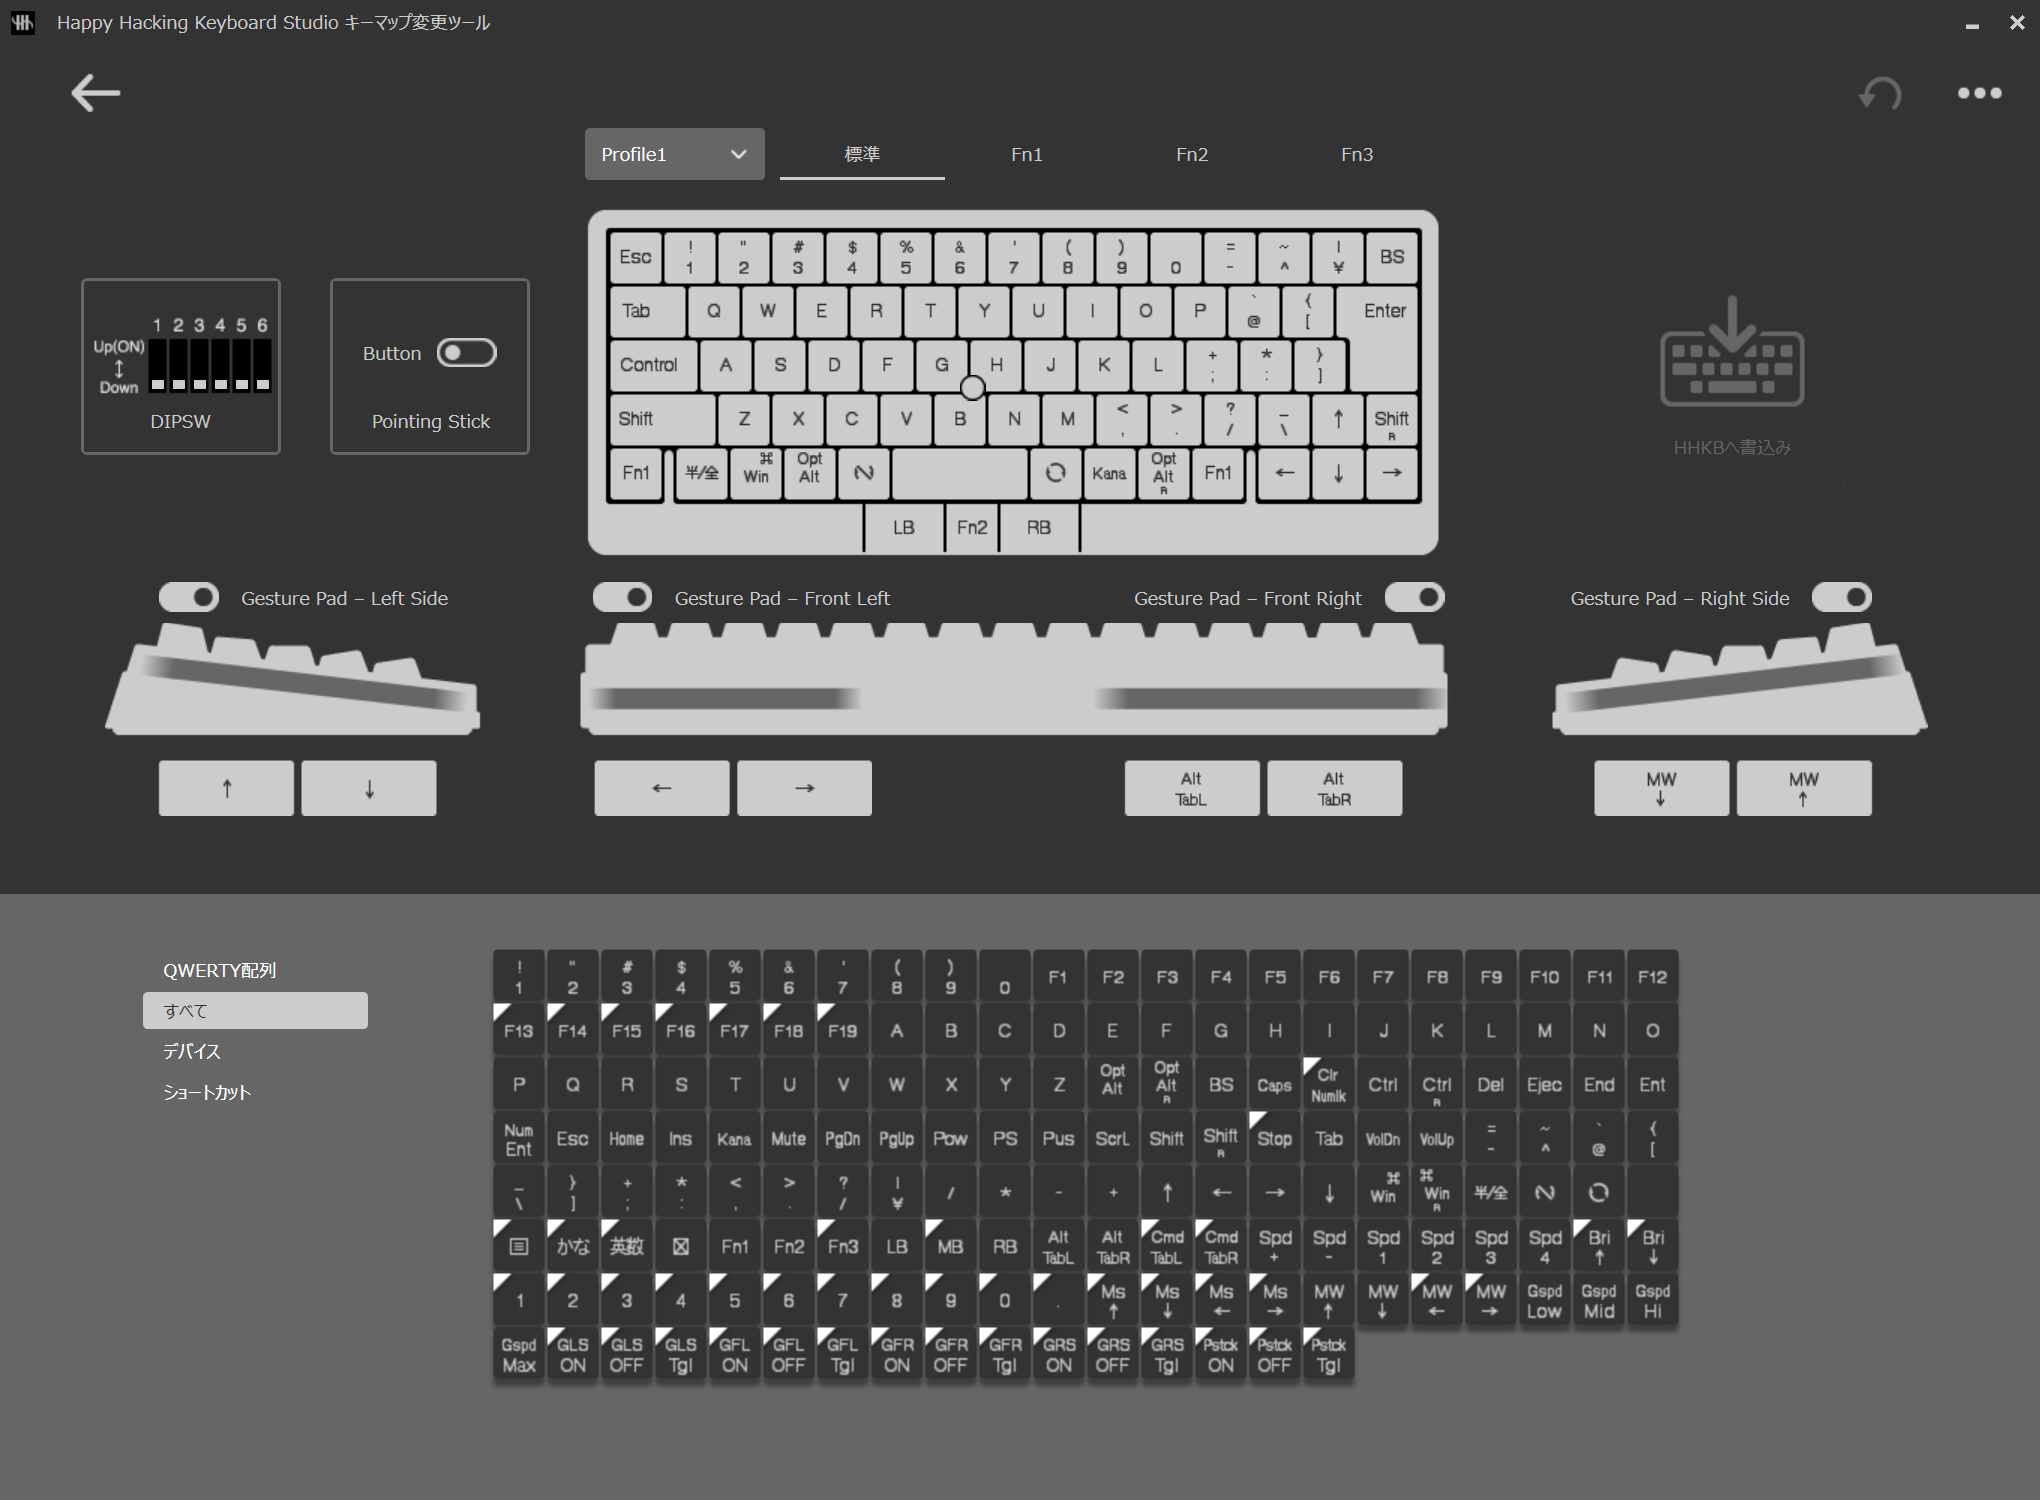 Happy Hacking Keyboard Studio キーマップ変更ツール
Profile1 標準 Fn1 Fn2 Fn3
1 2 3 4 5 6
Up(ON)
↕
Down
DIPSW
Button
Pointing Stick
Esc ! 1 " 2 # 3 $ 4 % 5 & 6 ' 7 ( 8 ) 9 0 = - ~ ^ | ¥ BS
Tab Q W E R T Y U I O P ` @ { [ Enter
Control A S D F G H J K L + ; * : } ]
Shift Z X C V B N M < , > . ? / _ \ ↑ Shift R
Fn1 半/全 ⌘ Win Opt Alt Kana Opt Alt R Fn1 ← ↓ →
LB Fn2 RB
HHKBへ書込み
Gesture Pad – Left Side
Gesture Pad – Front Left
Gesture Pad – Front Right
Gesture Pad – Right Side
↑ ↓
← →
Alt TabL Alt TabR
MW ↓ MW ↑
QWERTY配列
すべて
デバイス
ショートカット
! 1 " 2 # 3 $ 4 % 5 & 6 ' 7 ( 8 ) 9 0 F1 F2 F3 F4 F5 F6 F7 F8 F9 F10 F11 F12
F13 F14 F15 F16 F17 F18 F19 A B C D E F G H I J K L M N O
P Q R S T U V W X Y Z Opt Alt Opt Alt R BS Caps Clr Numlk Ctrl Ctrl R Del Ejec End Ent
Num Ent Esc Home Ins Kana Mute PgDn PgUp Pow PS Pus ScrL Shift Shift R Stop Tab VolDn VolUp = - ~ ^ ` @ { [
_ \ } ] + ; * : < , > . ? / | ¥ / * - + ↑ ← → ↓ ⌘ Win ⌘ Win R 半/全
かな 英数 Fn1 Fn2 Fn3 LB MB RB Alt TabL Alt TabR Cmd TabL Cmd TabR Spd + Spd - Spd 1 Spd 2 Spd 3 Spd 4 Bri ↑ Bri ↓
1 2 3 4 5 6 7 8 9 0 . Ms ↑ Ms ↓ Ms ← Ms → MW ↑ MW ↓ MW ← MW → Gspd Low Gspd Mid Gspd Hi
Gspd Max GLS ON GLS OFF GLS Tgl GFL ON GFL OFF GFL Tgl GFR ON GFR OFF GFR Tgl GRS ON GRS OFF GRS Tgl Pstck ON Pstck OFF Pstck Tgl